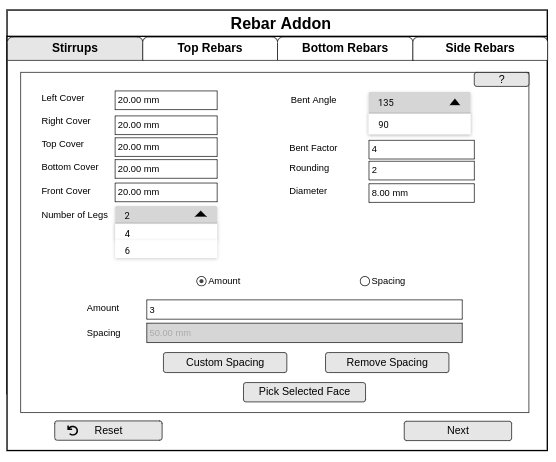 Rebar Addon
Stirrups Top Rebars Bottom Rebars Side Rebars
?
Left Cover 20.00 mm Bent Angle 135
Right Cover 20.00 mm 90
Top Cover 20.00 mm Bent Factor 4
Bottom Cover 20.00 mm Rounding 2
Front Cover 20.00 mm Diameter 8.00 mm
Number of Legs 2
4
6
Amount Spacing
Amount 3
Spacing 50.00 mm
Custom Spacing Remove Spacing
Pick Selected Face
Reset Next